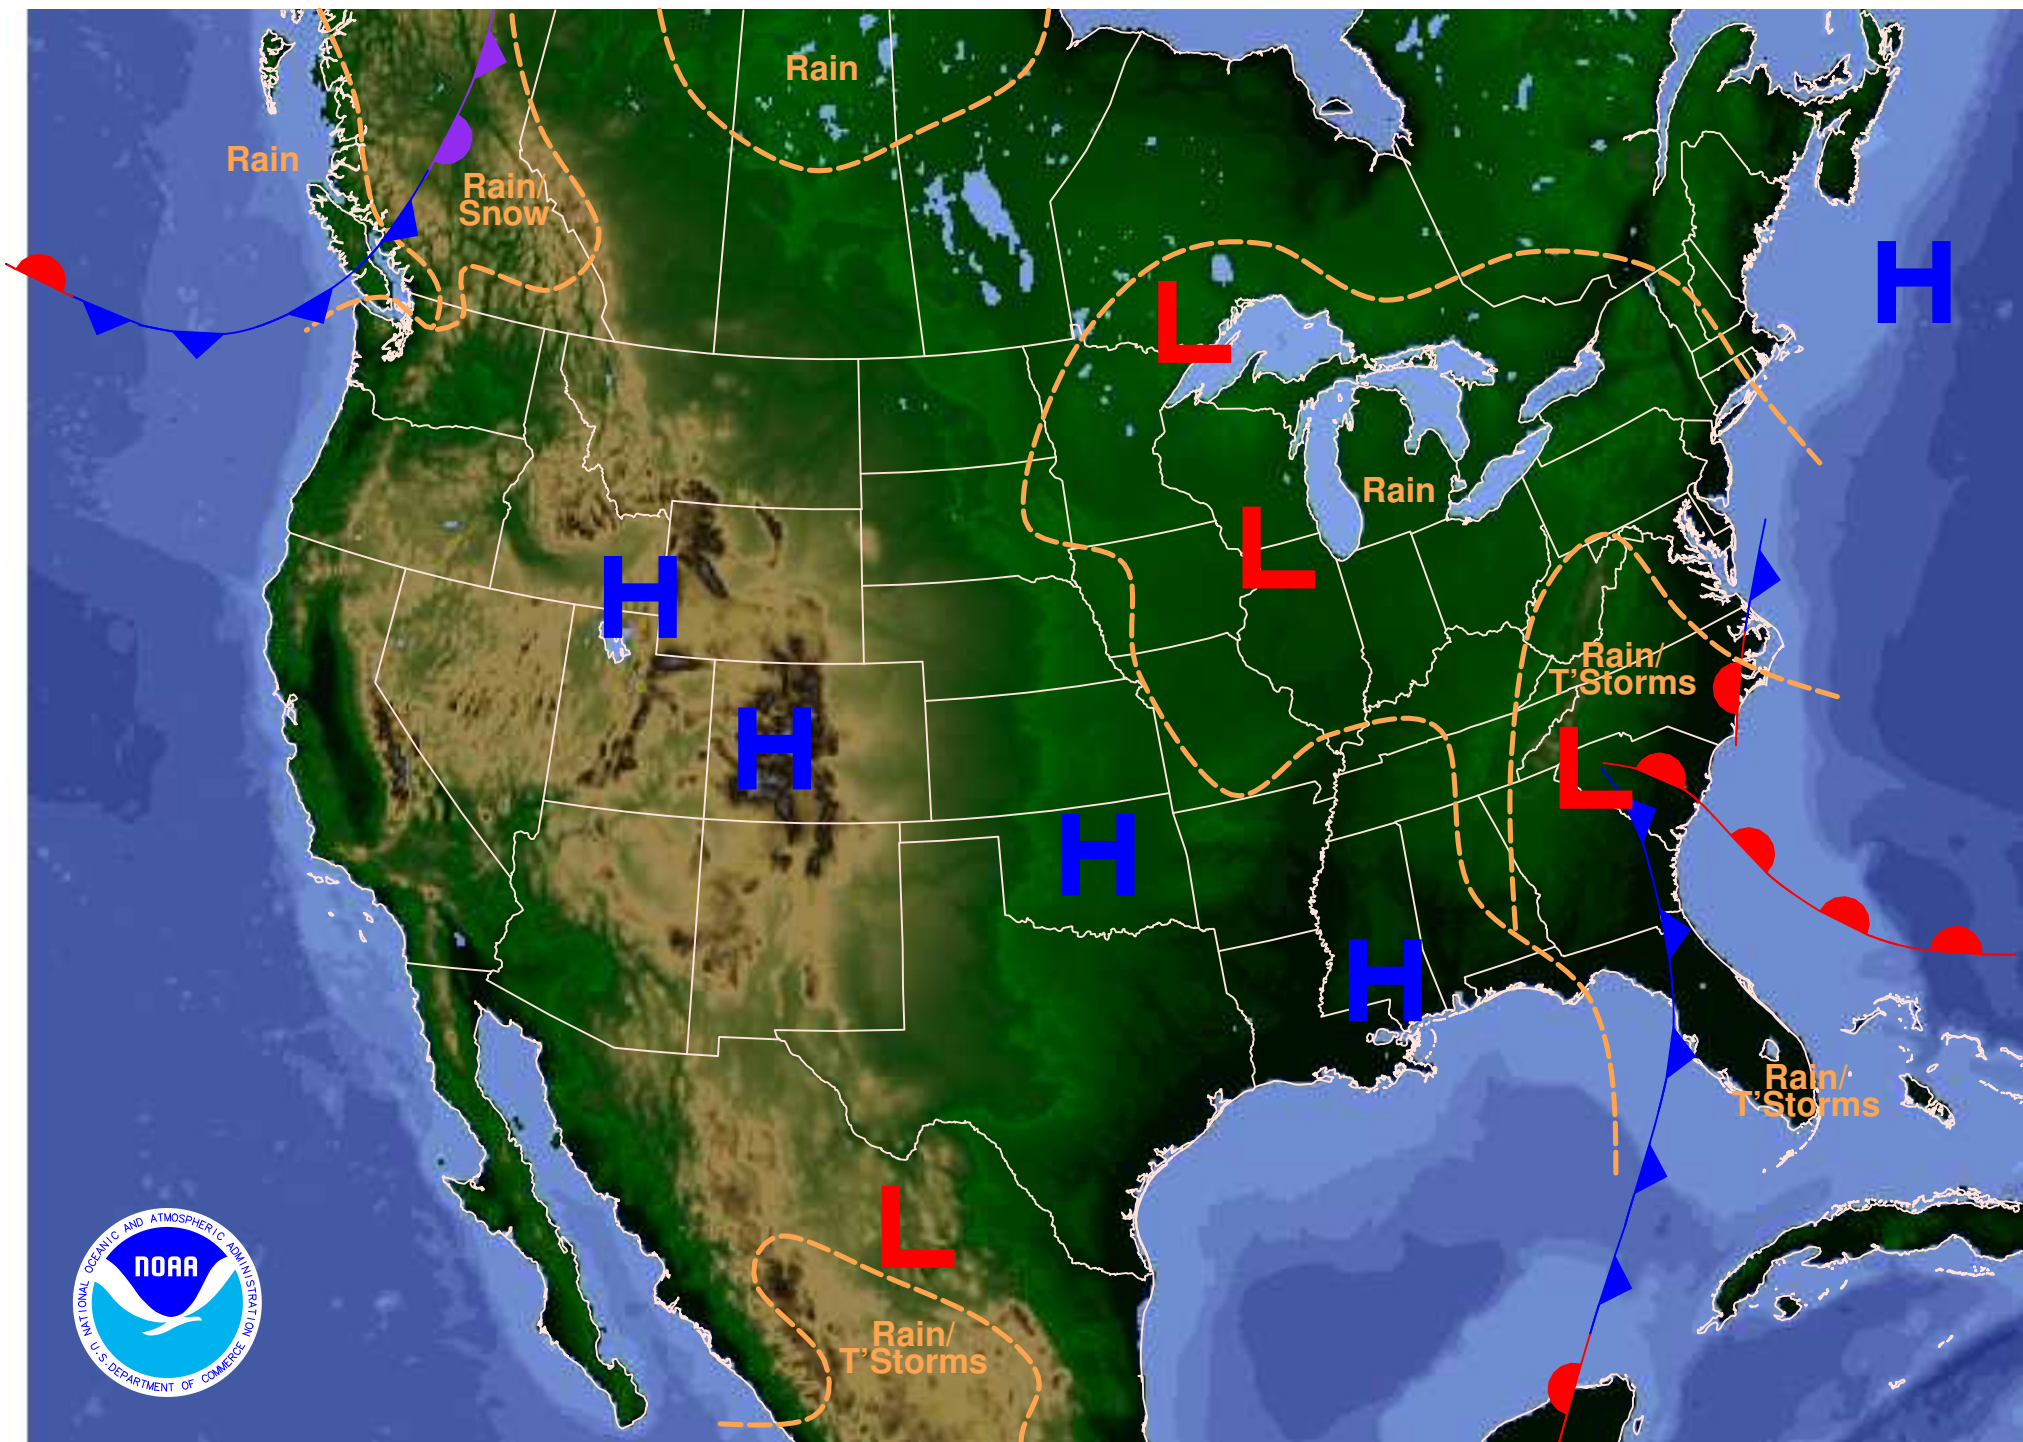 Rain
Rain
Rain/
Snow
H
L
Rain
L
H
Rain/
T'Storms
H
L
H
H
Rain/
T'Storms
L
NATIONAL OCEANIC AND ATMOSPHERIC ADMINISTRATION
NOAA
U.S. DEPARTMENT OF COMMERCE
Rain/
T'Storms